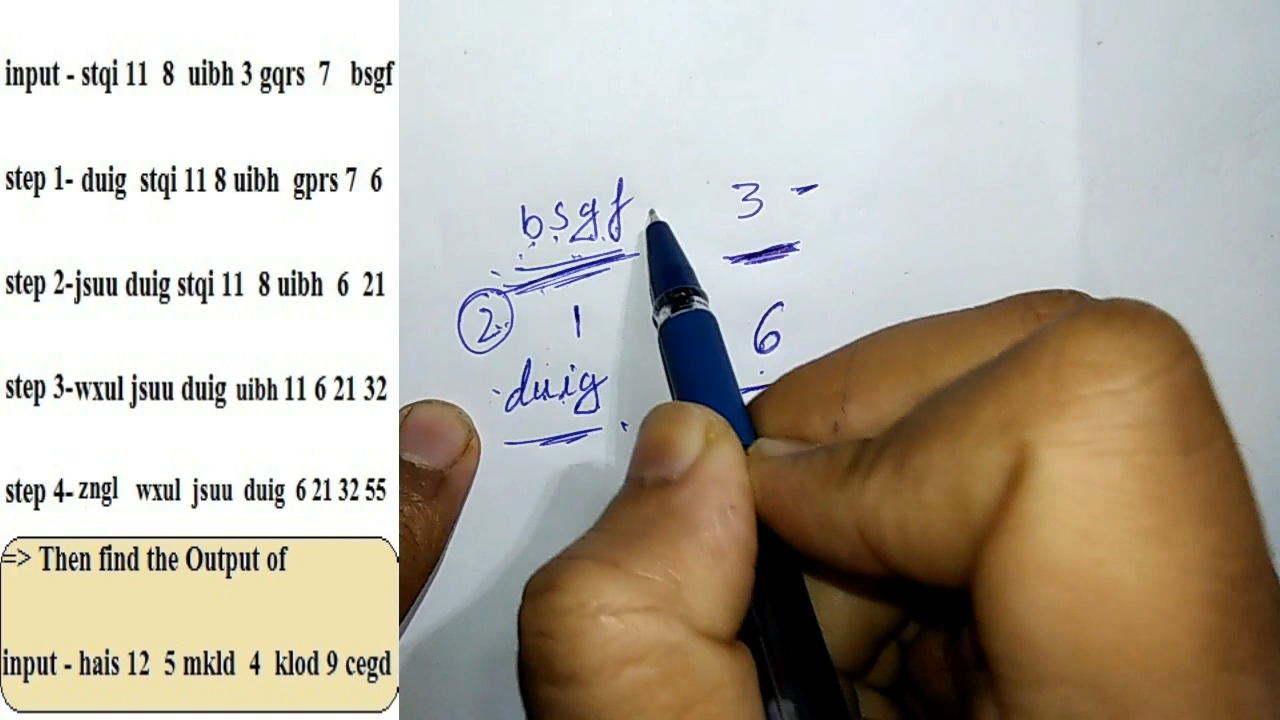 input - stqi 11 8 uibh 3 gqrs 7 bsgf
step 1- duig stqi 11 8 uibh gprs 7 6
step 2-jsuu duig stqi 11 8 uibh 6 21
step 3-wxul jsuu duig uibh 11 6 21 32
step 4- zngl wxul jsuu duig 6 21 32 55
=> Then find the Output of
input - hais 12 5 mkld 4 klod 9 cegd
bsgf 3 -
2 1 6
duig